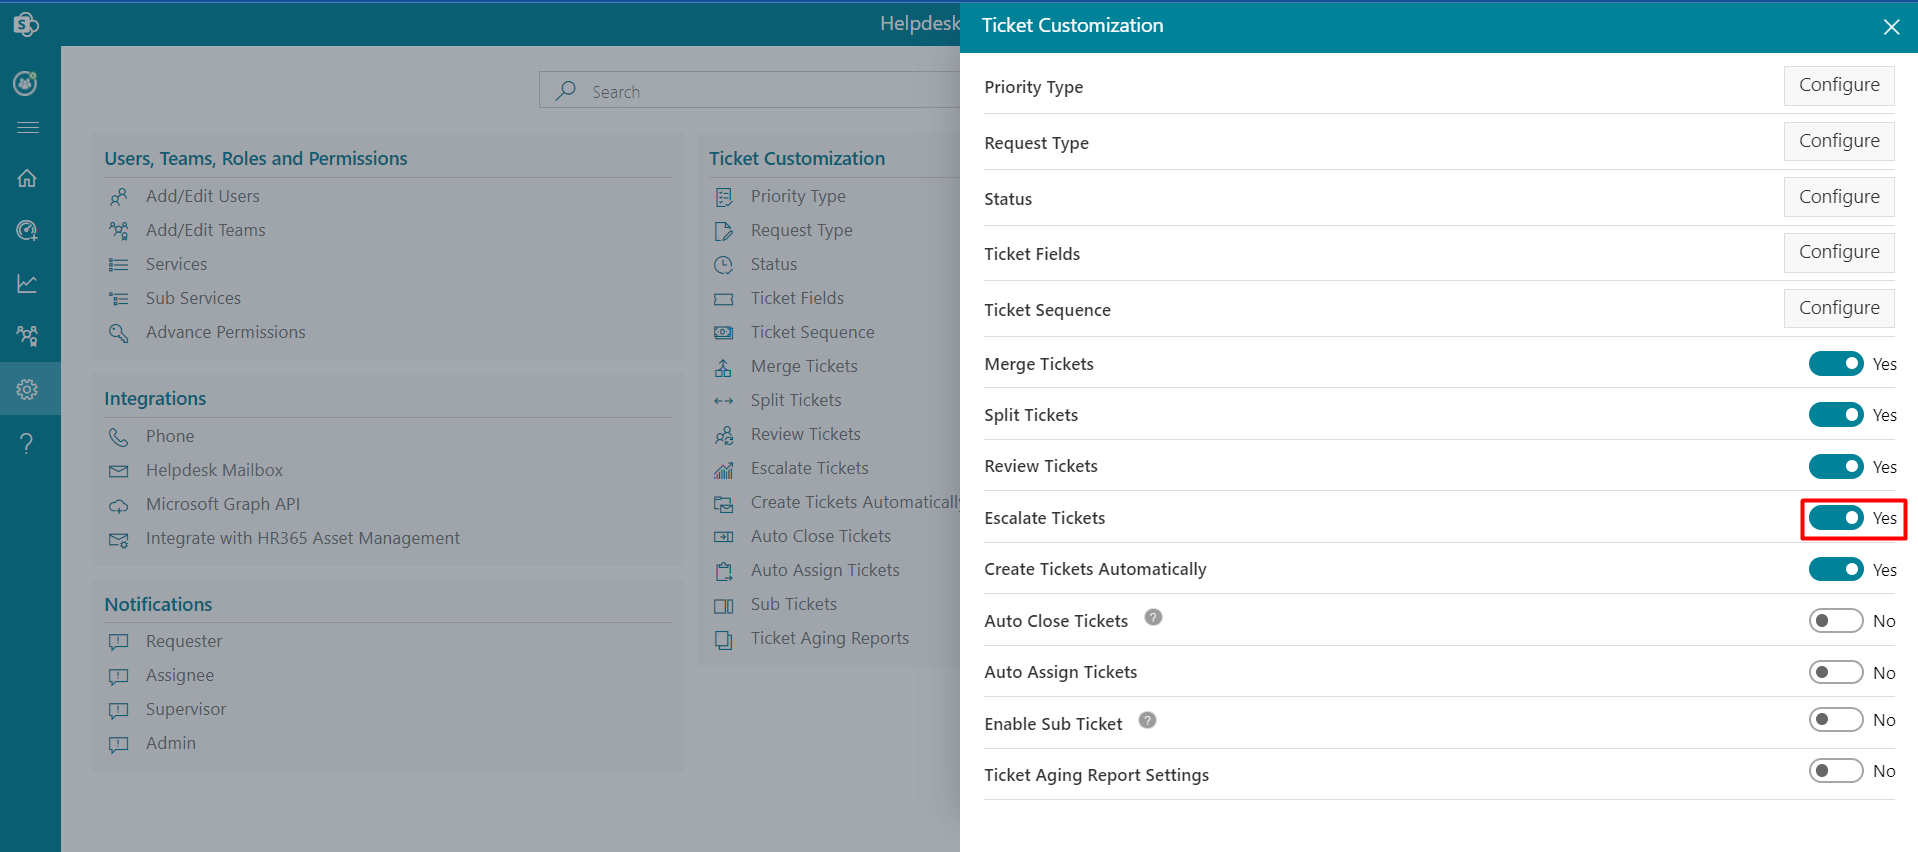 Helpdesk
Search
Users, Teams, Roles and Permissions
Add/Edit Users
Add/Edit Teams
Services
Sub Services
Advance Permissions
Integrations
Phone
Helpdesk Mailbox
Microsoft Graph API
Integrate with HR365 Asset Management
Notifications
Requester
Assignee
Supervisor
Admin
Ticket Customization
Priority Type
Request Type
Status
Ticket Fields
Ticket Sequence
Merge Tickets
Split Tickets
Review Tickets
Escalate Tickets
Create Tickets Automatically
Auto Close Tickets
Auto Assign Tickets
Sub Tickets
Ticket Aging Reports
Ticket Customization
Priority Type Configure
Request Type Configure
Status Configure
Ticket Fields Configure
Ticket Sequence Configure
Merge Tickets Yes
Split Tickets Yes
Review Tickets Yes
Escalate Tickets Yes
Create Tickets Automatically Yes
Auto Close Tickets ? No
Auto Assign Tickets No
Enable Sub Ticket ? No
Ticket Aging Report Settings No